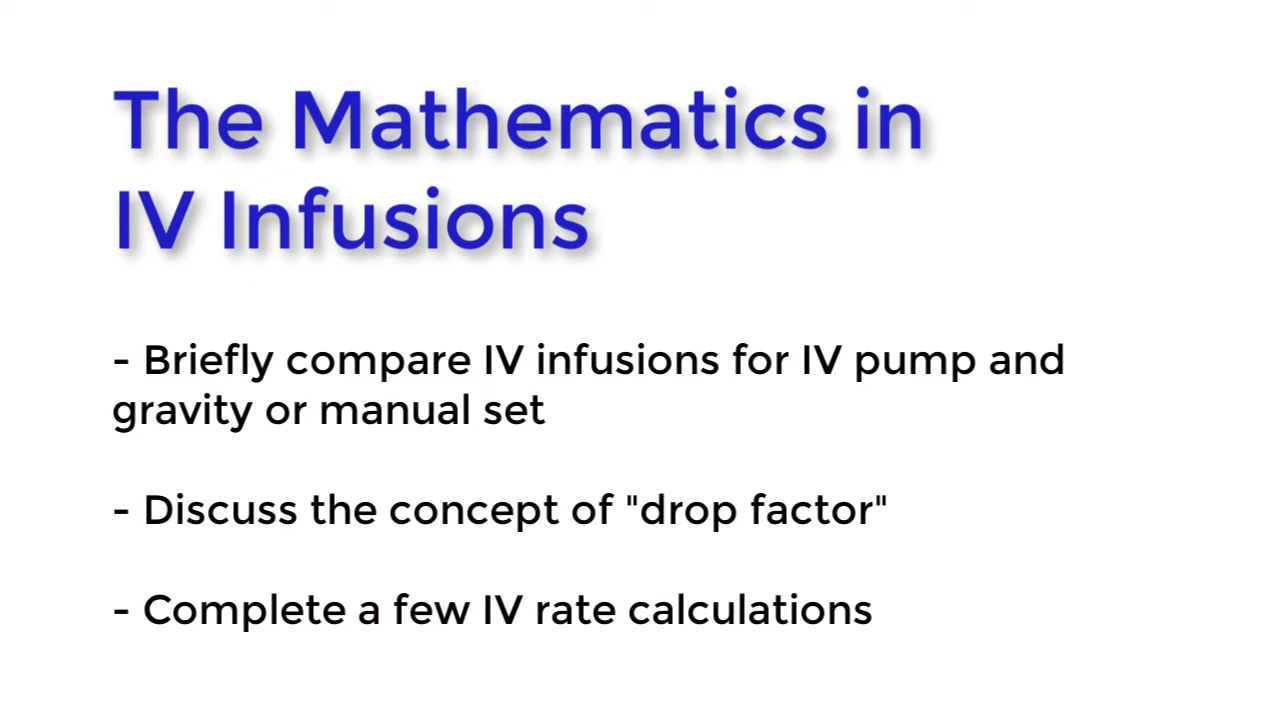 The Mathematics in
IV Infusions
- Briefly compare IV infusions for IV pump and
gravity or manual set
- Discuss the concept of "drop factor"
- Complete a few IV rate calculations